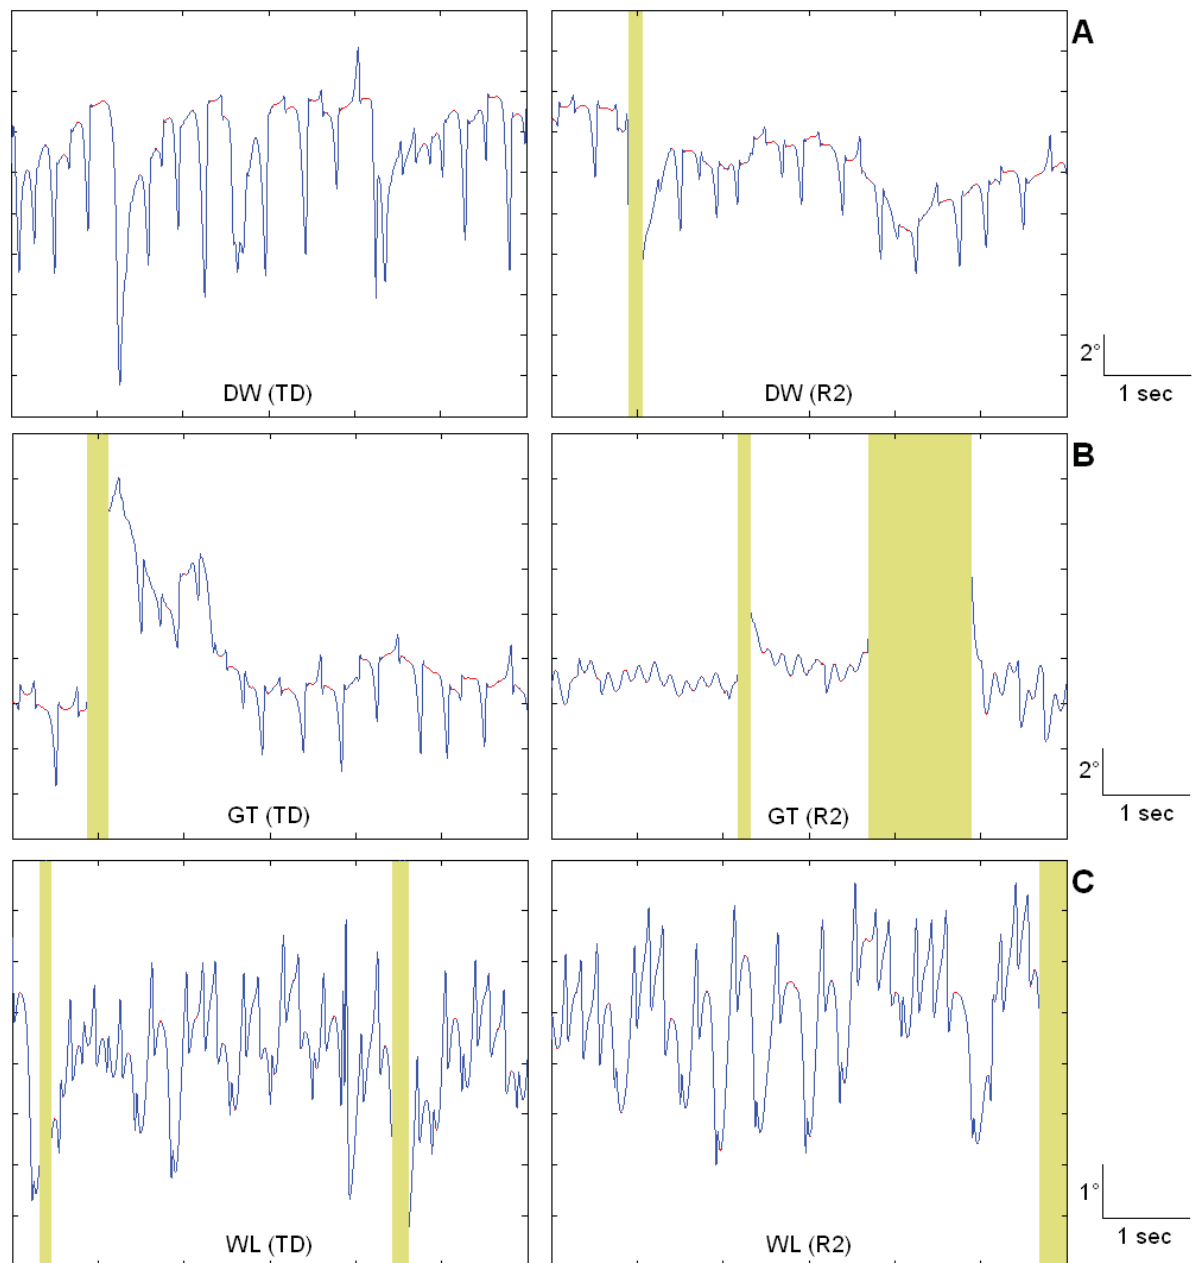 A
DW (TD)
DW (R2)
2°
1 sec
B
GT (TD)
GT (R2)
2°
1 sec
C
WL (TD)
WL (R2)
1°
1 sec